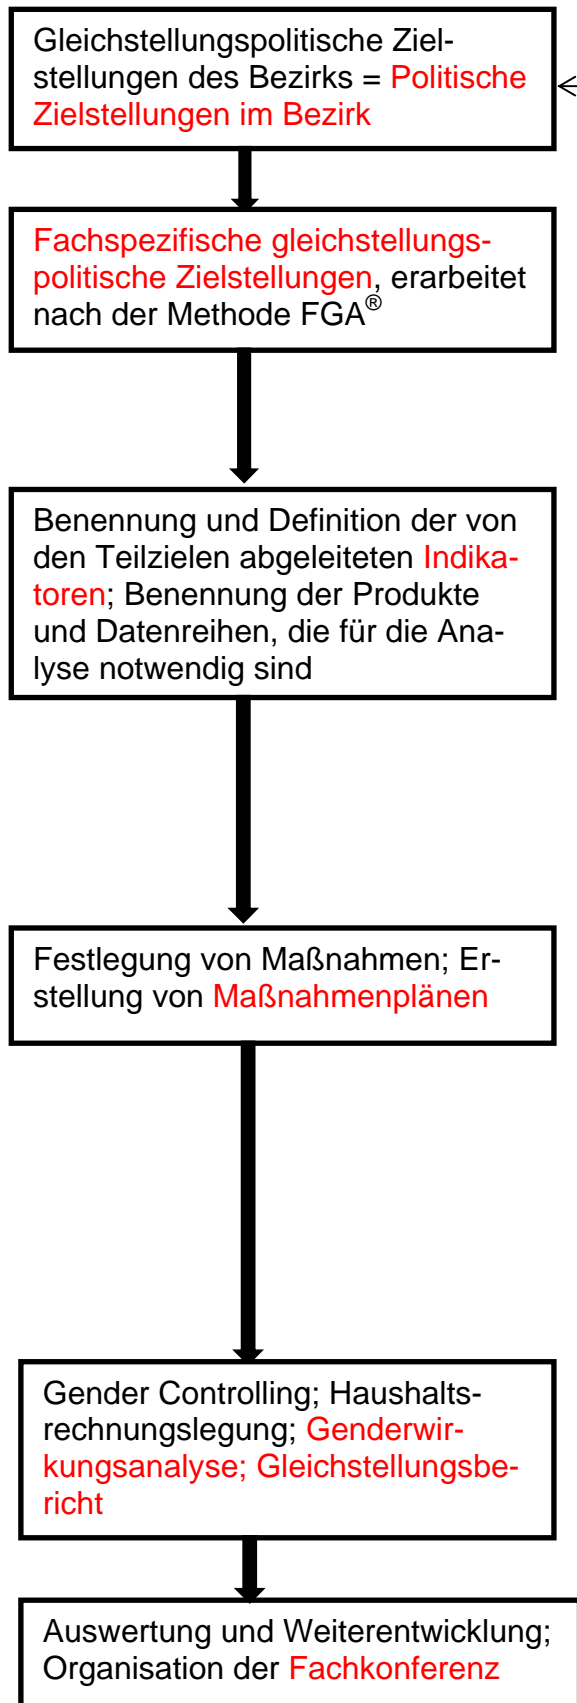 Gleichstellungspolitische Ziel-
stellungen des Bezirks = Politische
Zielstellungen im Bezirk
Fachspezifische gleichstellungs-
politische Zielstellungen, erarbeitet
nach der Methode FGA®
Benennung und Definition der von
den Teilzielen abgeleiteten Indika-
toren; Benennung der Produkte
und Datenreihen, die für die Ana-
lyse notwendig sind
Festlegung von Maßnahmen; Er-
stellung von Maßnahmenplänen
Gender Controlling; Haushalts-
rechnungslegung; Genderwir-
kungsanalyse; Gleichstellungsbe-
richt
Auswertung und Weiterentwicklung;
Organisation der Fachkonferenz